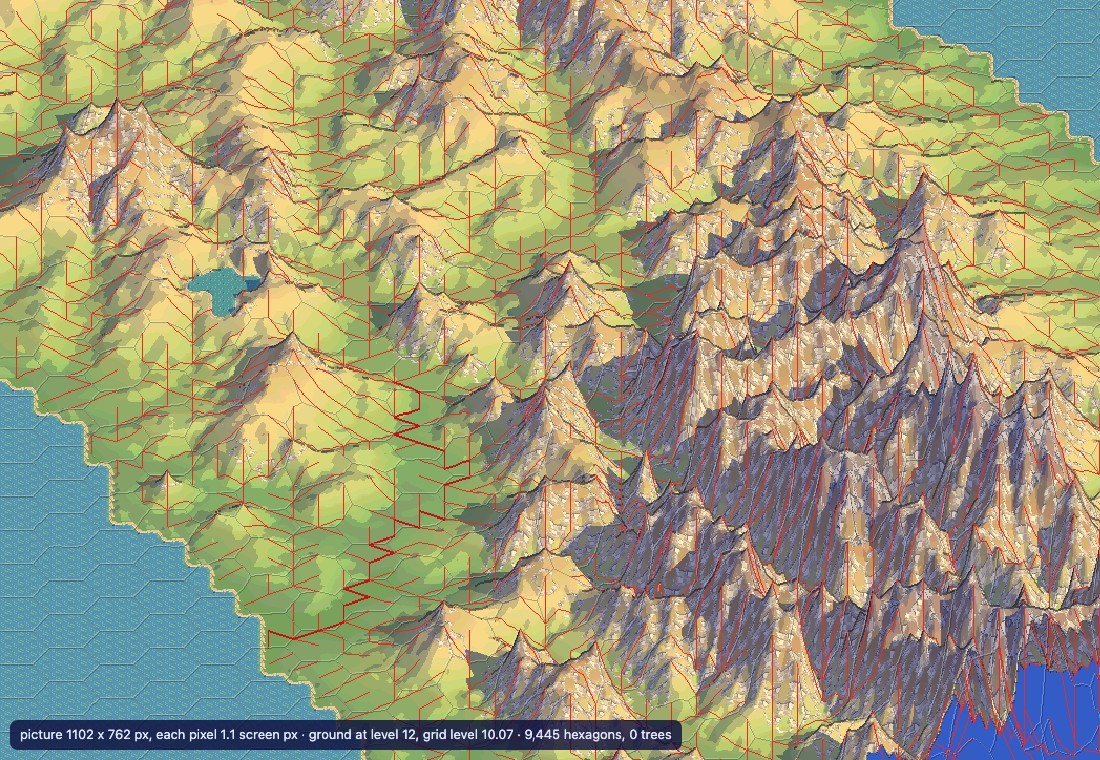 picture 1102 x 762 px, each pixel 1.1 screen px · ground at level 12, grid level 10.07 · 9,445 hexagons, 0 trees